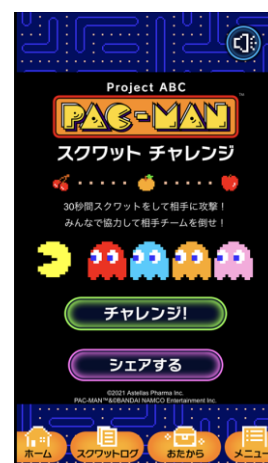 Project ABC
PAC-MAN™
スクワット チャレンジ
30秒間スクワットをして相手に攻撃！
みんなで協力して相手チームを倒せ！
チャレンジ!
シェアする
©2021 Astellas Pharma Inc.
PAC-MAN™&©BANDAI NAMCO Entertainment Inc.
ホーム スクワットログ おたから メニュー